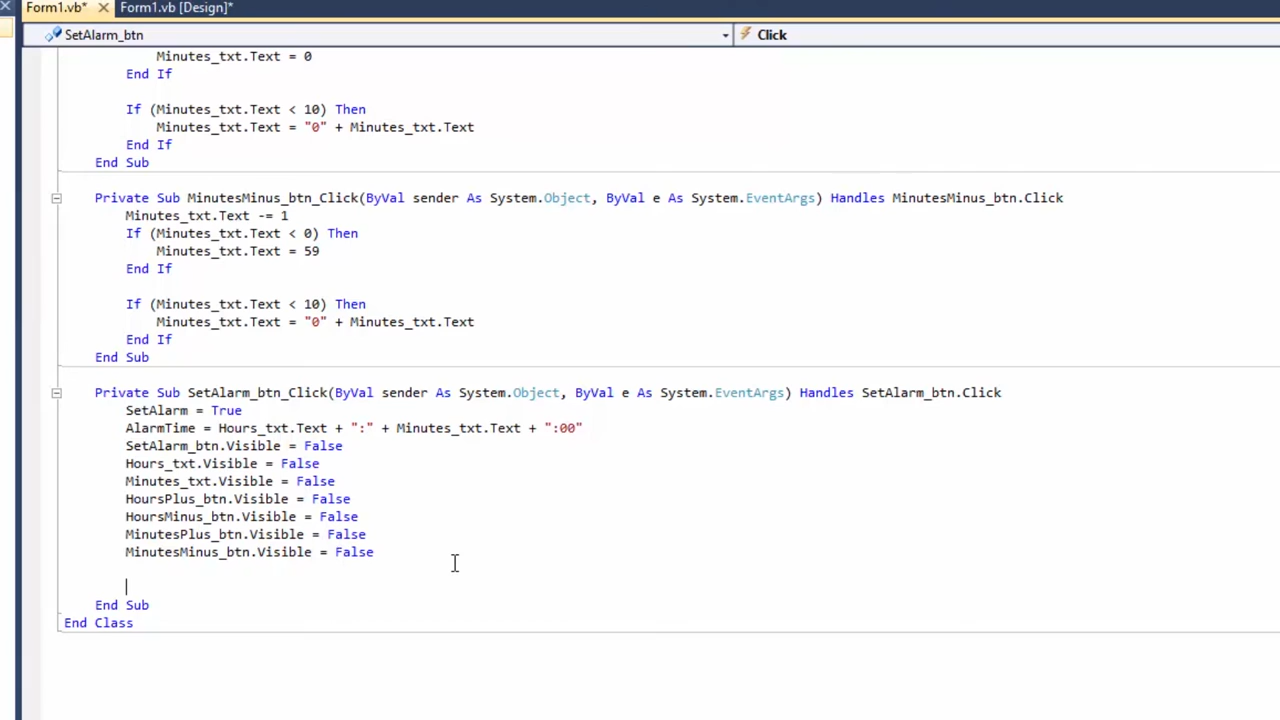 Form1.vb* Form1.vb [Design]*
SetAlarm_btn Click
Minutes_txt.Text = 0
End If
If (Minutes_txt.Text < 10) Then
Minutes_txt.Text = "0" + Minutes_txt.Text
End If
End Sub
Private Sub MinutesMinus_btn_Click(ByVal sender As System.Object, ByVal e As System.EventArgs) Handles MinutesMinus_btn.Click
Minutes_txt.Text -= 1
If (Minutes_txt.Text < 0) Then
Minutes_txt.Text = 59
End If
If (Minutes_txt.Text < 10) Then
Minutes_txt.Text = "0" + Minutes_txt.Text
End If
End Sub
Private Sub SetAlarm_btn_Click(ByVal sender As System.Object, ByVal e As System.EventArgs) Handles SetAlarm_btn.Click
SetAlarm = True
AlarmTime = Hours_txt.Text + ":" + Minutes_txt.Text + ":00"
SetAlarm_btn.Visible = False
Hours_txt.Visible = False
Minutes_txt.Visible = False
HoursPlus_btn.Visible = False
HoursMinus_btn.Visible = False
MinutesPlus_btn.Visible = False
MinutesMinus_btn.Visible = False
End Sub
End Class